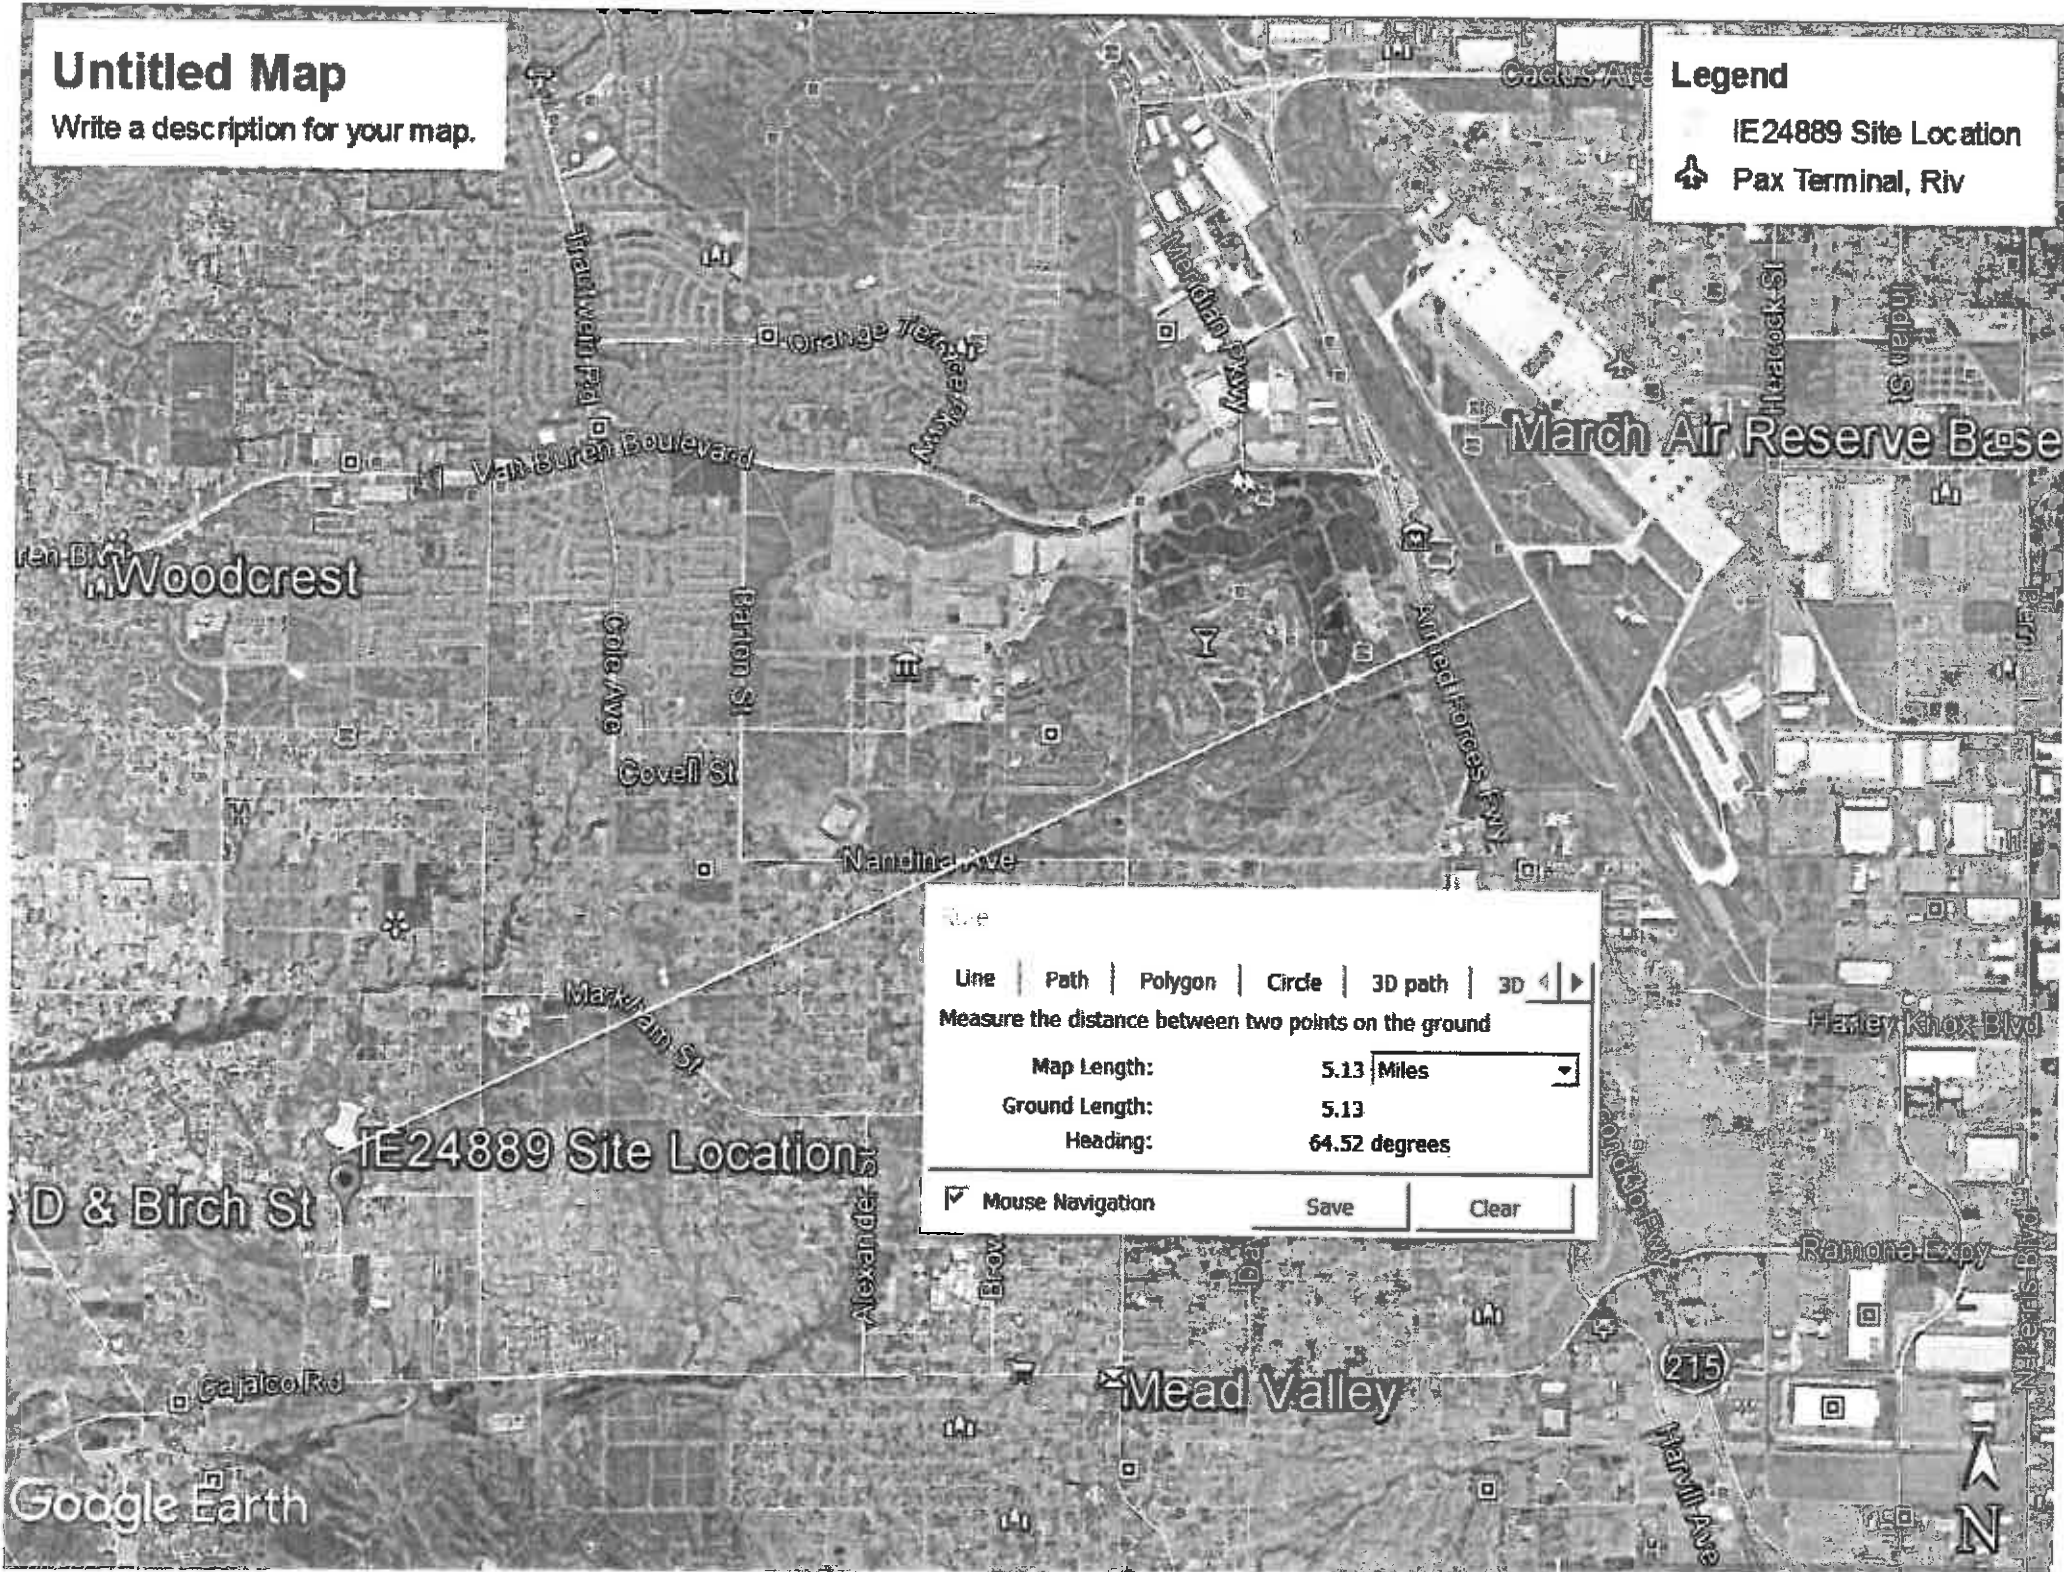 Untitled Map
Write a description for your map.
Legend
IE24889 Site Location
Pax Terminal, Riv
Cactus Ave
Trautwein Rd
Meridian Pkwy
Heacock St
Indian St
Orange Terrace Pkwy
March Air Reserve Base
Van Buren Boulevard
Woodcrest
Cole Ave
Barton St
Armed Forces Fwy
Covell St
Nandina Ave
Line
Path
Polygon
Circle
3D path
3D
Measure the distance between two points on the ground
Map Length: 5.13 Miles
Ground Length: 5.13
Heading: 64.52 degrees
Mouse Navigation
Save
Clear
Markham St
Harley Knox Blvd
IE24889 Site Location
D & Birch St
Alexander St
Brow
Ramona Expy
N Perris Blvd
215
Cajalco Rd
Mead Valley
Harvill Ave
Google Earth
N